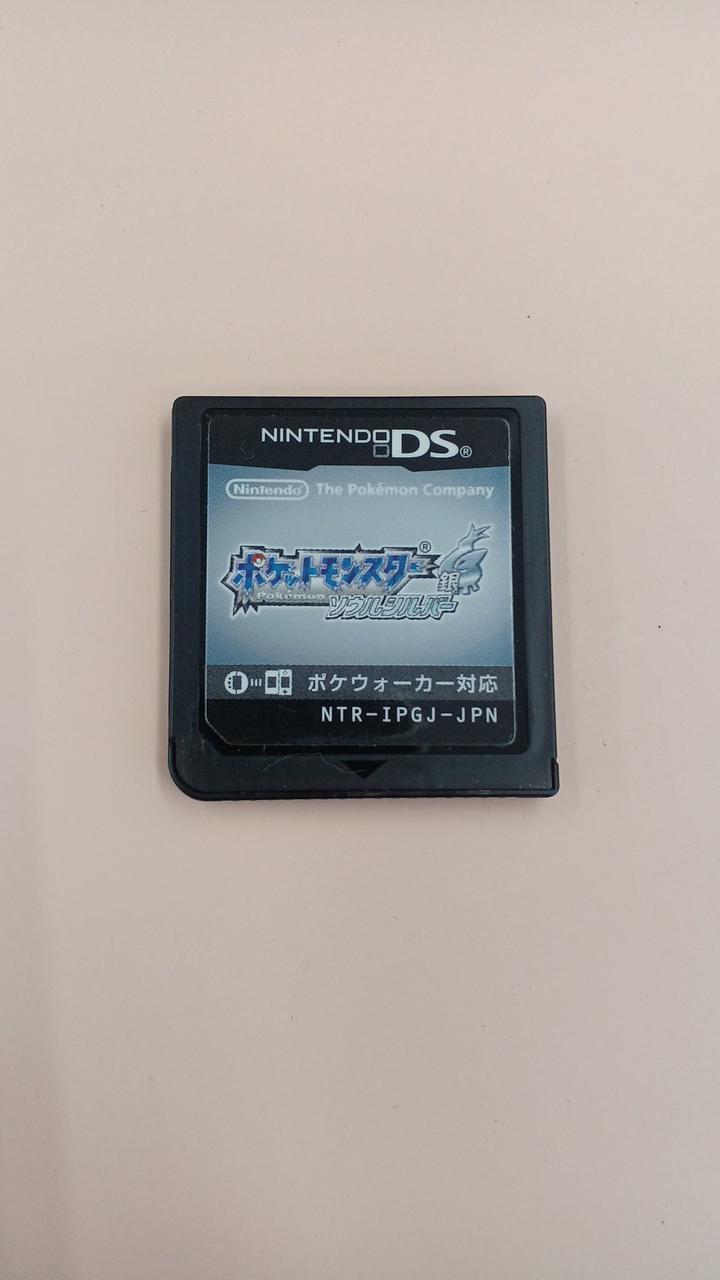 NINTENDO DS®
Nintendo® The Pokémon Company
ポケットモンスター®
Pokémon
銀
ソウルシルバー
ポケウォーカー対応
NTR-IPGJ-JPN